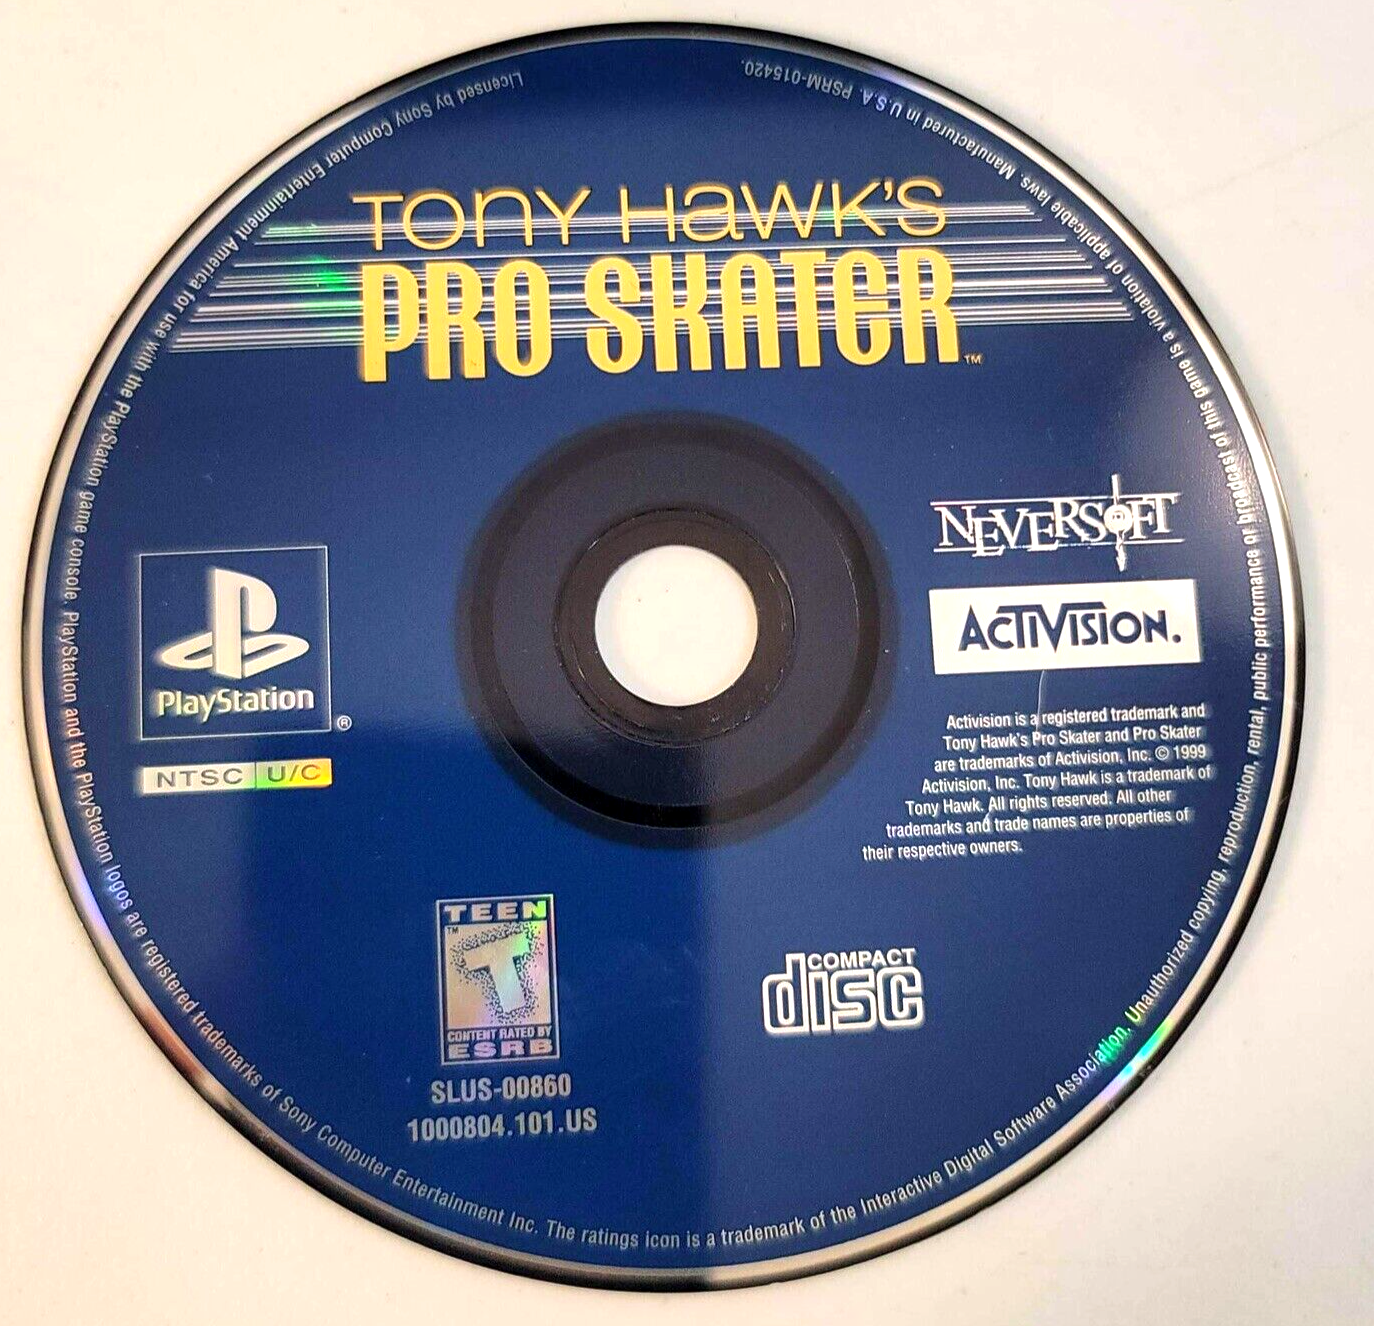 TONY HAWK'S
PRO SKATER™
NEVERSOFT
ACTIVISION.
PlayStation
®
NTSC U/C
Activision is a registered trademark and
Tony Hawk's Pro Skater and Pro Skater
are trademarks of Activision, Inc. © 1999
Activision, Inc. Tony Hawk is a trademark of
Tony Hawk. All rights reserved. All other
trademarks and trade names are properties of
their respective owners.
TEEN
™
T
CONTENT RATED BY
ESRB
SLUS-00860
1000804.101.US
COMPACT
disc
Licensed by Sony Computer Entertainment America for use with the PlayStation game console. PlayStation and the PlayStation logos are registered trademarks of Sony Computer Entertainment Inc. The ratings icon is a trademark of the Interactive Digital Software Association. Unauthorized copying, reproduction, rental, public performance or broadcast of this game is a violation of applicable laws. Manufactured in U.S.A. PSRM-015420.